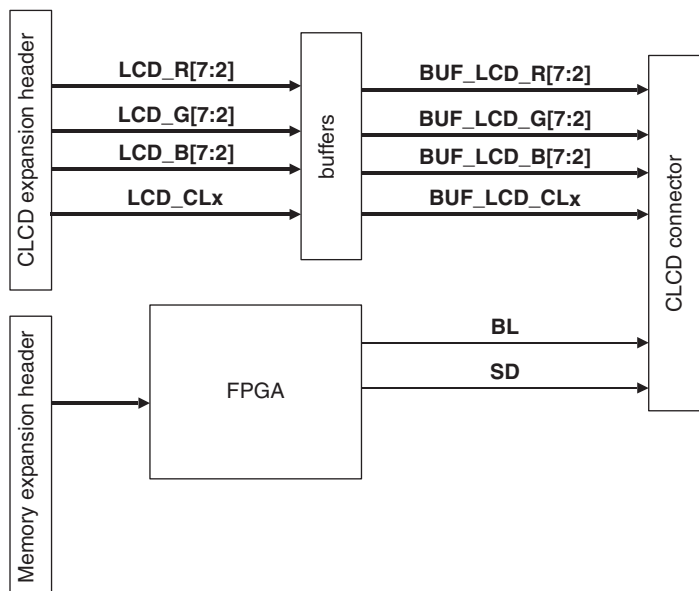 CLCD expansion header
LCD_R[7:2]
LCD_G[7:2]
LCD_B[7:2]
LCD_CLx
buffers
BUF_LCD_R[7:2]
BUF_LCD_G[7:2]
BUF_LCD_B[7:2]
BUF_LCD_CLx
CLCD connector
Memory expansion header
FPGA
BL
SD